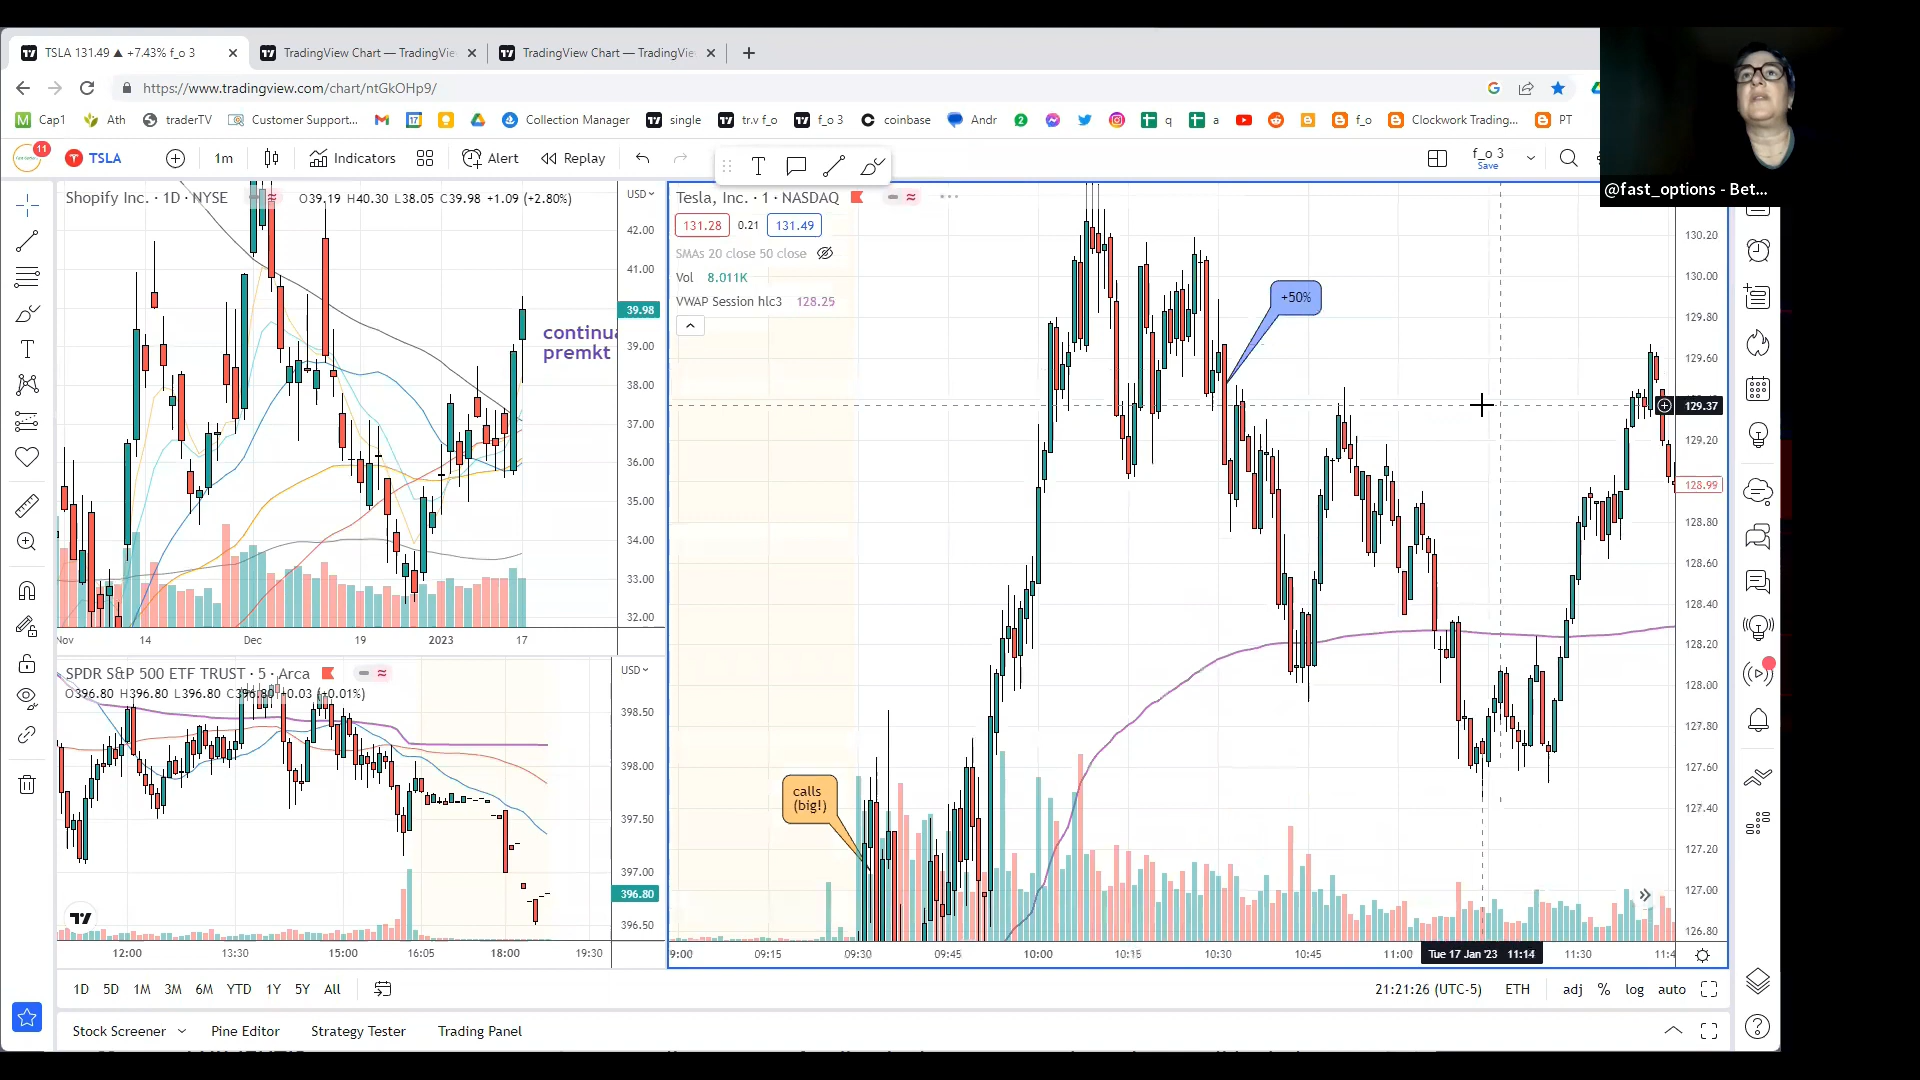 TSLA 131.49 ▲ +7.43% f_o 3
TradingView Chart — TradingVie
TradingView Chart — TradingVie
https://www.tradingview.com/chart/ntGkOHp9/
Cap1
Ath
traderTV
Customer Support...
17
Collection Manager
single
tr.v f_o
f_o 3
coinbase
Andr
2
q
a
f_o
Clockwork Trading...
PT
@fast_options - Bet...
11
TSLA
1m
Indicators
Alert
Replay
f_o 3
Save
Shopify Inc. · 1D · NYSE
O39.19 H40.30 L38.05 C39.98 +1.09 (+2.80%)
USD
42.00
41.00
39.98
39.00
38.00
37.00
36.00
35.00
34.00
33.00
32.00
continua
premkt
Nov
14
Dec
19
2023
17
SPDR S&P 500 ETF TRUST · 5 · Arca
O396.80 H396.80 L396.80 C396.80 +0.03 (+0.01%)
USD
398.50
398.00
397.50
397.00
396.80
396.50
12:00
13:30
15:00
16:05
18:00
19:30
Tesla, Inc. · 1 · NASDAQ
131.28
0.21
131.49
SMAs 20 close 50 close
Vol 8.011K
VWAP Session hlc3 128.25
+50%
calls
(big!)
130.20
130.00
129.80
129.60
129.37
129.20
128.99
128.80
128.60
128.40
128.20
128.00
127.80
127.60
127.40
127.20
127.00
126.80
9:00
09:15
09:30
09:45
10:00
10:15
10:30
10:45
11:00
Tue 17 Jan '23 11:14
11:30
11:4
1D
5D
1M
3M
6M
YTD
1Y
5Y
All
21:21:26 (UTC-5)
ETH
adj
%
log
auto
Stock Screener
Pine Editor
Strategy Tester
Trading Panel